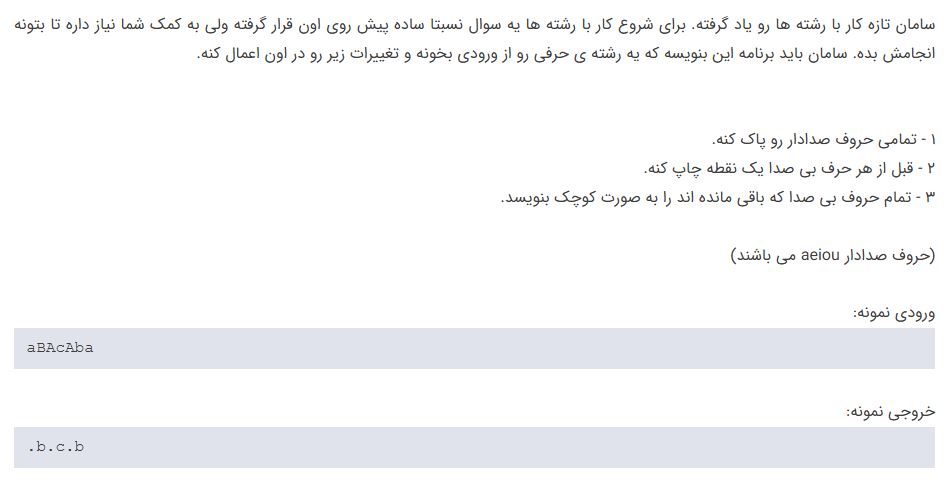 سامان تازه کار با رشته ها رو یاد گرفته. برای شروع کار با رشته ها یه سوال نسبتا ساده پیش روی اون قرار گرفته ولی به کمک شما نیاز داره تا بتونه
انجامش بده. سامان باید برنامه این بنویسه که یه رشته ی حرفی رو از ورودی بخونه و تغییرات زیر رو در اون اعمال کنه.
۱ - تمامی حروف صدادار رو پاک کنه.
۲ - قبل از هر حرف بی صدا یک نقطه چاپ کنه.
۳ - تمام حروف بی صدا که باقی مانده اند را به صورت کوچک بنویسد.
(حروف صدادار aeiou می باشند)
ورودی نمونه:
aBAcAba
خروجی نمونه:
.b.c.b